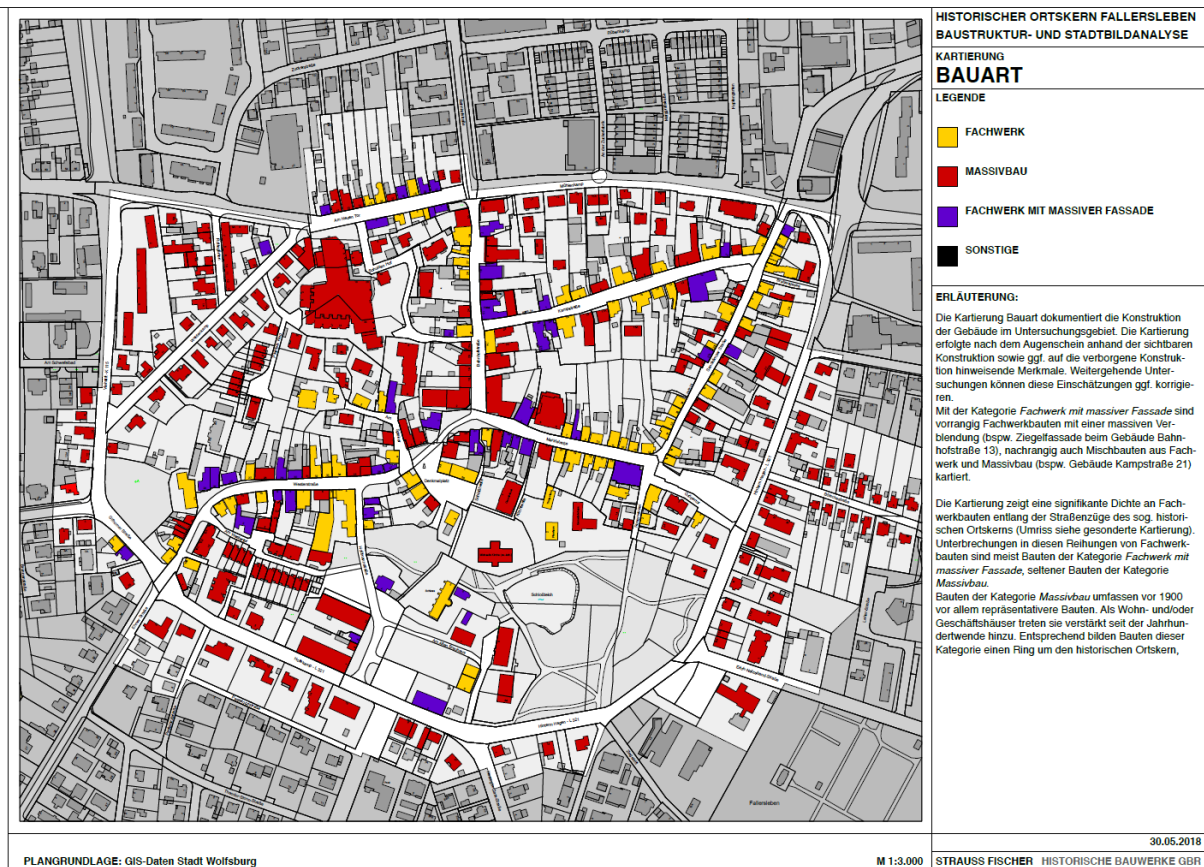 HISTORISCHER ORTSKERN FALLERSLEBEN
BAUSTRUKTUR- UND STADTBILDANALYSE
KARTIERUNG
BAUART
LEGENDE
FACHWERK
MASSIVBAU
FACHWERK MIT MASSIVER FASSADE
SONSTIGE
ERLÄUTERUNG:
Die Kartierung Bauart dokumentiert die Konstruktion
der Gebäude im Untersuchungsgebiet. Die Kartierung
erfolgte nach dem Augenschein anhand der sichtbaren
Konstruktion sowie ggf. auf die verborgene Konstruk-
tion hinweisende Merkmale. Weitergehende Unter-
suchungen können diese Einschätzungen ggf. korrigie-
ren.
Mit der Kategorie Fachwerk mit massiver Fassade sind
vorrangig Fachwerkbauten mit einer massiven Ver-
blendung (bspw. Ziegelfassade beim Gebäude Bahn-
hofstraße 13), nachrangig auch Mischbauten aus Fach-
werk und Massivbau (bspw. Gebäude Kampstraße 21)
kartiert.
Die Kartierung zeigt eine signifikante Dichte an Fach-
werkbauten entlang der Straßenzüge des sog. histori-
schen Ortskerns (Umriss siehe gesonderte Kartierung).
Unterbrechungen in diesen Reihungen von Fachwerk-
bauten sind meist Bauten der Kategorie Fachwerk mit
massiver Fassade, seltener Bauten der Kategorie
Massivbau.
Bauten der Kategorie Massivbau umfassen vor 1900
vor allem repräsentativere Bauten. Als Wohn- und/oder
Geschäftshäuser treten sie verstärkt seit der Jahrhun-
dertwende hinzu. Entsprechend bilden Bauten dieser
Kategorie einen Ring um den historischen Ortskern,
Denkmalplatz
Westerstraße
Schloßteich
Fallersleben
30.05.2018
PLANGRUNDLAGE: GIS-Daten Stadt Wolfsburg
M 1:3.000
STRAUSS FISCHER HISTORISCHE BAUWERKE GBR